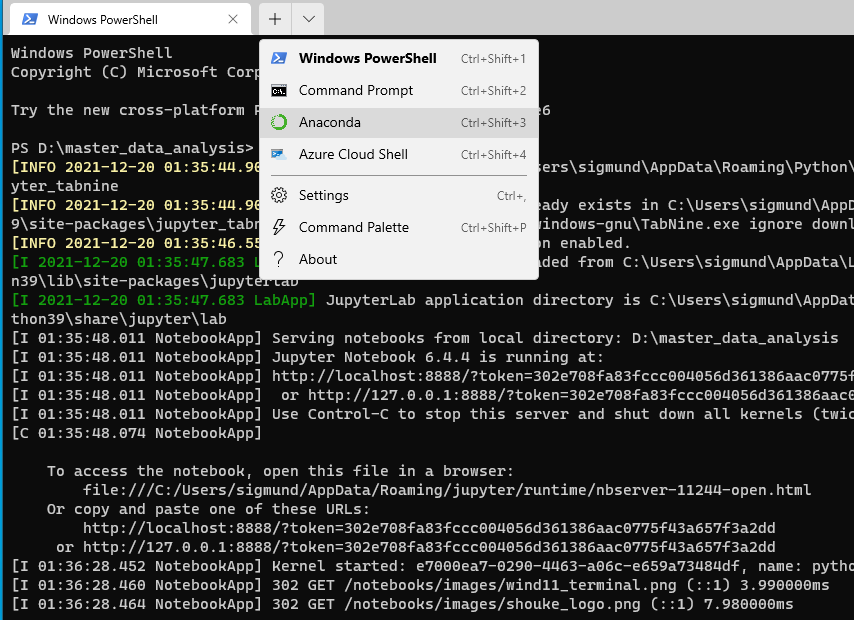 Windows PowerShell
Windows PowerShell
Copyright (C) Microsoft Corp
Try the new cross-platform P
e6
PS D:\master_data_analysis>
[INFO 2021-12-20 01:35:44.90
sers\sigmund\AppData\Roaming\Python\
yter_tabnine
[INFO 2021-12-20 01:35:44.90
eady exists in C:\Users\sigmund\AppD
9\site-packages\jupyter_tabn
windows-gnu\TabNine.exe ignore downl
[INFO 2021-12-20 01:35:46.55
on enabled.
[I 2021-12-20 01:35:47.683 L
ded from C:\Users\sigmund\AppData\L
n39\lib\site-packages\jupyterlab
[I 2021-12-20 01:35:47.683 LabApp] JupyterLab application directory is C:\Users\sigmund\AppDat
thon39\share\jupyter\lab
[I 01:35:48.011 NotebookApp] Serving notebooks from local directory: D:\master_data_analysis
[I 01:35:48.011 NotebookApp] Jupyter Notebook 6.4.4 is running at:
[I 01:35:48.011 NotebookApp] http://localhost:8888/?token=302e708fa83fccc004056d361386aac0775f
[I 01:35:48.011 NotebookApp]  or http://127.0.0.1:8888/?token=302e708fa83fccc004056d361386aac0
[I 01:35:48.011 NotebookApp] Use Control-C to stop this server and shut down all kernels (twic
[C 01:35:48.074 NotebookApp]
To access the notebook, open this file in a browser:
file:///C:/Users/sigmund/AppData/Roaming/jupyter/runtime/nbserver-11244-open.html
Or copy and paste one of these URLs:
http://localhost:8888/?token=302e708fa83fccc004056d361386aac0775f43a657f3a2dd
or http://127.0.0.1:8888/?token=302e708fa83fccc004056d361386aac0775f43a657f3a2dd
[I 01:36:28.452 NotebookApp] Kernel started: e7000ea7-0290-4463-a06c-e659a73484df, name: pytho
[I 01:36:28.460 NotebookApp] 302 GET /notebooks/images/wind11_terminal.png (::1) 3.990000ms
[I 01:36:28.464 NotebookApp] 302 GET /notebooks/images/shouke_logo.png (::1) 7.980000ms
Windows PowerShell Ctrl+Shift+1
Command Prompt Ctrl+Shift+2
Anaconda Ctrl+Shift+3
Azure Cloud Shell Ctrl+Shift+4
Settings Ctrl+,
Command Palette Ctrl+Shift+P
? About